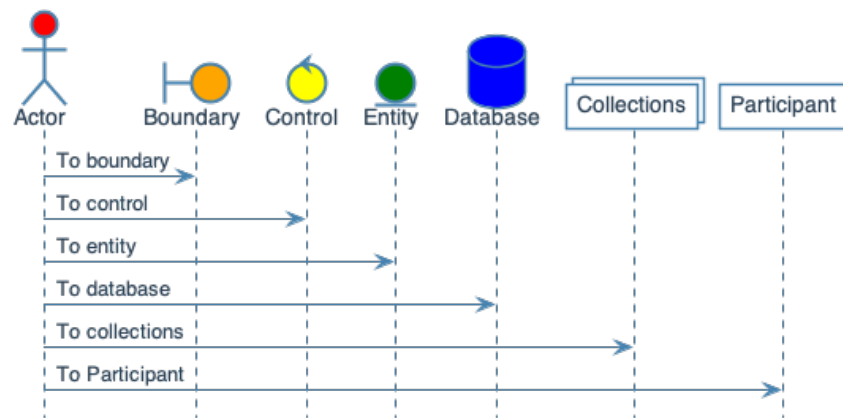 Actor
Boundary
Control
Entity
Database
Collections
Participant
To boundary
To control
To entity
To database
To collections
To Participant